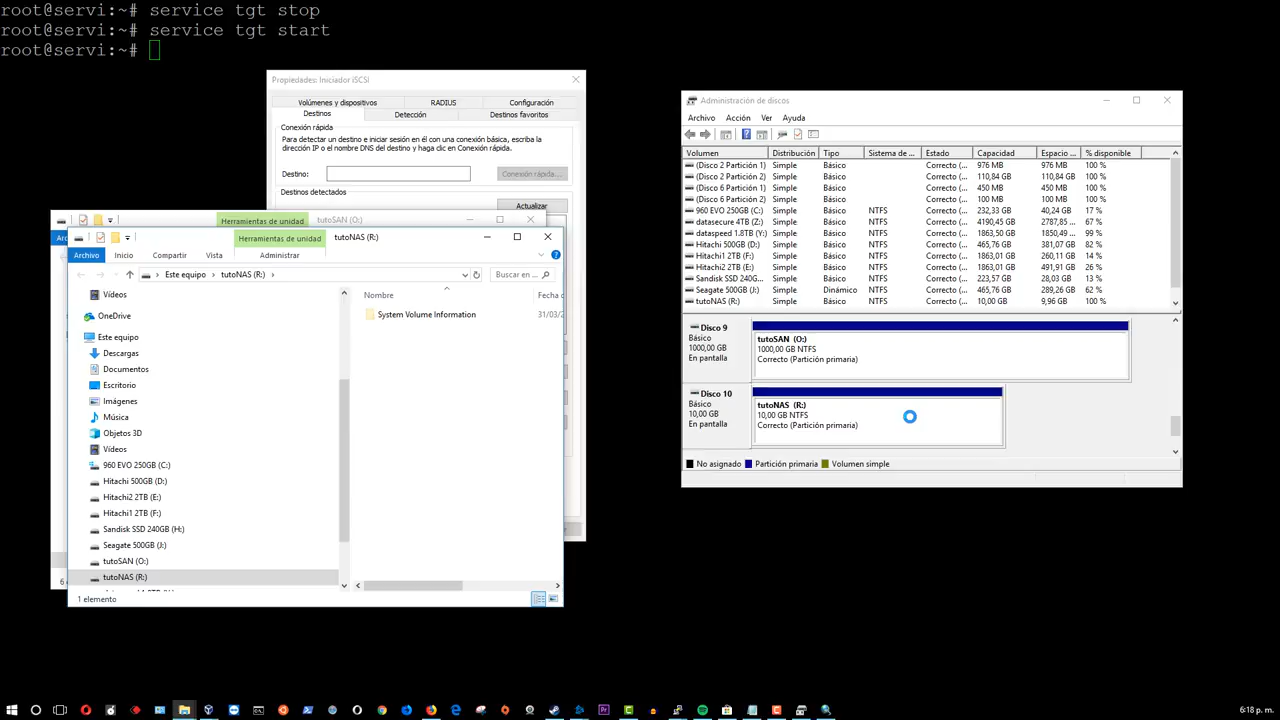 root@servi:~# service tgt stop
root@servi:~# service tgt start
root@servi:~#
Propiedades: Iniciador iSCSI
Volúmenes y dispositivos RADIUS Configuración
Destinos Detección Destinos favoritos
Conexión rápida
Para detectar un destino e iniciar sesión en él con una conexión básica, escriba la
dirección IP o el nombre DNS del destino y haga clic en Conexión rápida.
Destino: Conexión rápida...
Destinos detectados
Actualizar
Herramientas de unidad tutoSAN (O:)
Herramientas de unidad tutoNAS (R:)
Archivo Inicio Compartir Vista Administrar
Este equipo > tutoNAS (R:) > Buscar en ...
Nombre Fecha
Vídeos
System Volume Information 31/03/2
OneDrive
Este equipo
Descargas
Documentos
Escritorio
Imágenes
Música
Objetos 3D
Vídeos
960 EVO 250GB (C:)
Hitachi 500GB (D:)
Hitachi2 2TB (E:)
Hitachi1 2TB (F:)
Sandisk SSD 240GB (H:)
Seagate 500GB (J:)
tutoSAN (O:)
tutoNAS (R:)
1 elemento
Administración de discos
Archivo Acción Ver Ayuda
Volumen Distribución Tipo Sistema de ... Estado Capacidad Espacio ... % disponible
(Disco 2 Partición 1) Simple Básico Correcto (... 976 MB 976 MB 100 %
(Disco 2 Partición 2) Simple Básico Correcto (... 110,84 GB 110,84 GB 100 %
(Disco 6 Partición 1) Simple Básico Correcto (... 450 MB 450 MB 100 %
(Disco 6 Partición 2) Simple Básico Correcto (... 100 MB 100 MB 100 %
960 EVO 250GB (C:) Simple Básico NTFS Correcto (... 232,33 GB 40,24 GB 17 %
datasecure 4TB (Z:) Simple Básico NTFS Correcto (... 4190,45 GB 2787,85 ... 67 %
dataspeed 1.8TB (Y:) Simple Básico NTFS Correcto (... 1863,50 GB 1850,49 ... 99 %
Hitachi 500GB (D:) Simple Básico NTFS Correcto (... 465,76 GB 381,07 GB 82 %
Hitachi1 2TB (F:) Simple Básico NTFS Correcto (... 1863,01 GB 260,11 GB 14 %
Hitachi2 2TB (E:) Simple Básico NTFS Correcto (... 1863,01 GB 491,91 GB 26 %
Sandisk SSD 240G... Simple Básico NTFS Correcto (... 223,57 GB 28,03 GB 13 %
Seagate 500GB (J:) Simple Dinámico NTFS Correcto (... 465,76 GB 289,26 GB 62 %
tutoNAS (R:) Simple Básico NTFS Correcto (... 10,00 GB 9,96 GB 100 %
Disco 9
Básico
1000,00 GB
En pantalla
tutoSAN (O:)
1000,00 GB NTFS
Correcto (Partición primaria)
Disco 10
Básico
10,00 GB
En pantalla
tutoNAS (R:)
10,00 GB NTFS
Correcto (Partición primaria)
No asignado Partición primaria Volumen simple
6:18 p. m.